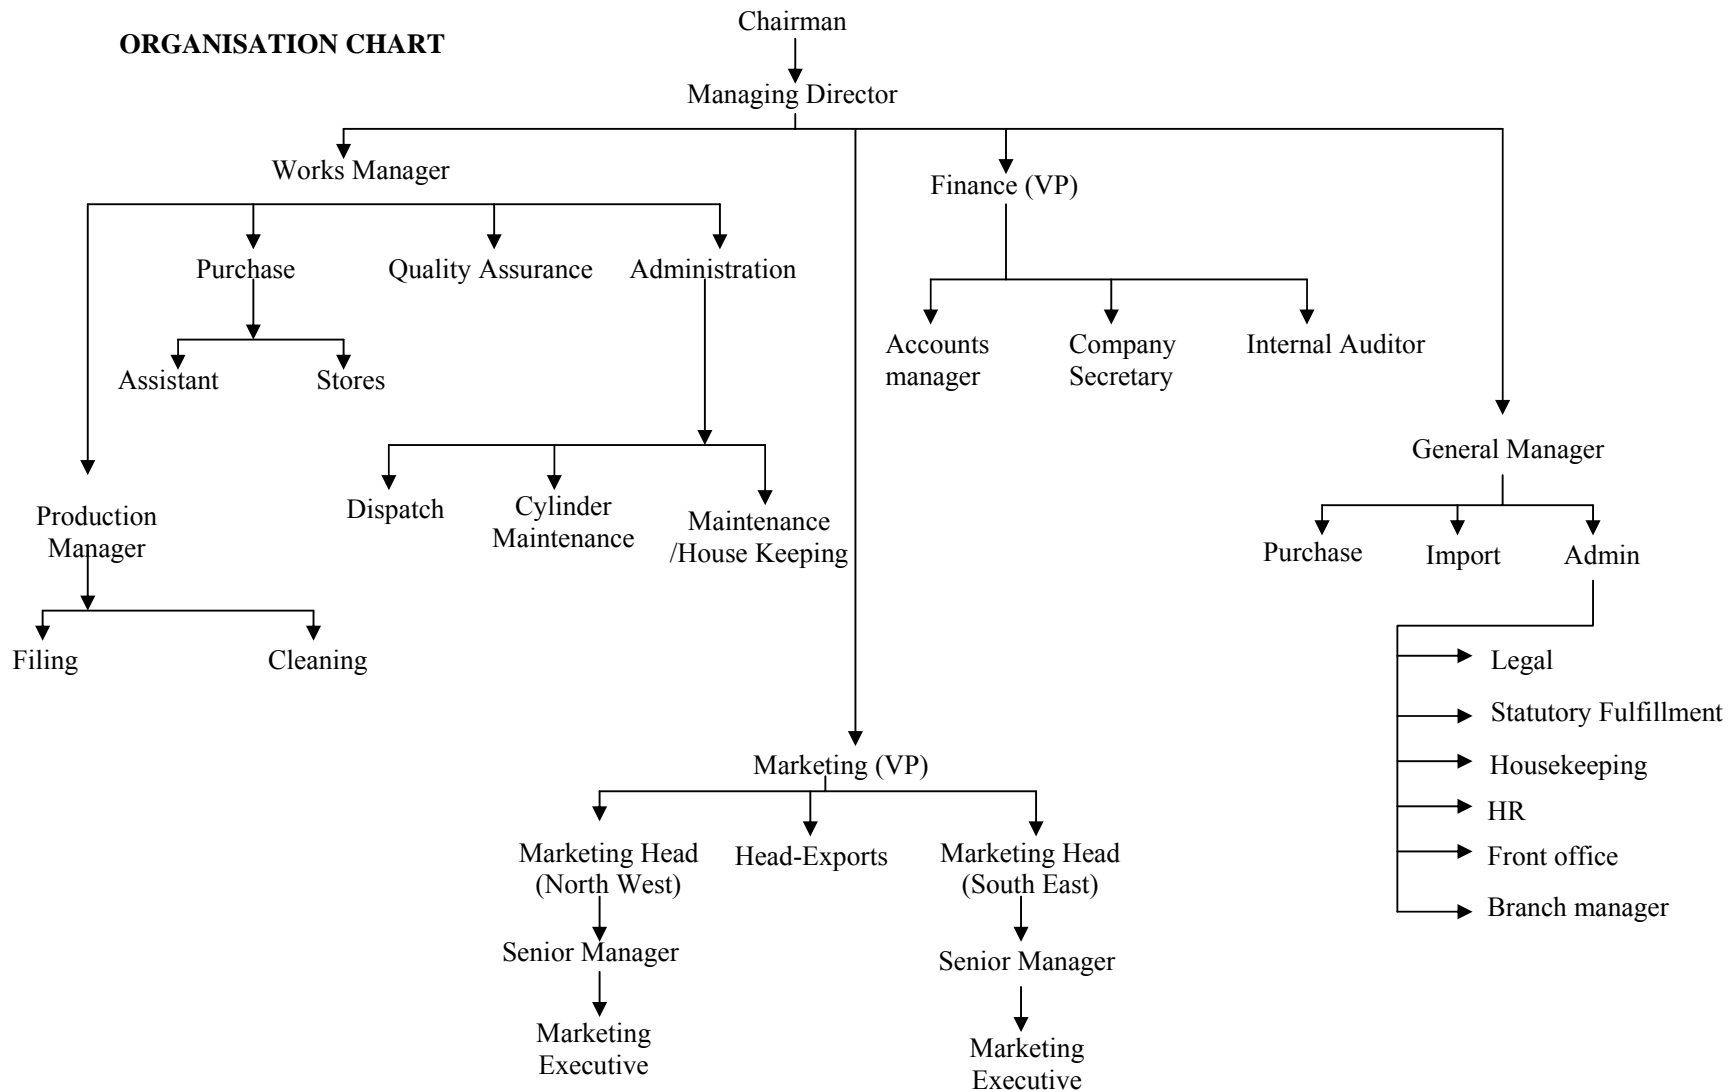 Chairman
ORGANISATION CHART
Managing Director
Works Manager
Finance (VP)
Purchase
Quality Assurance
Administration
Accounts
manager
Company
Secretary
Internal Auditor
Assistant
Stores
General Manager
Production
Manager
Dispatch
Cylinder
Maintenance
Maintenance
/House Keeping
Purchase
Import
Admin
Filing
Cleaning
Legal
Statutory Fulfillment
Housekeeping
HR
Front office
Branch manager
Marketing (VP)
Marketing Head
(North West)
Head-Exports
Marketing Head
(South East)
Senior Manager
Senior Manager
Marketing
Executive
Marketing
Executive